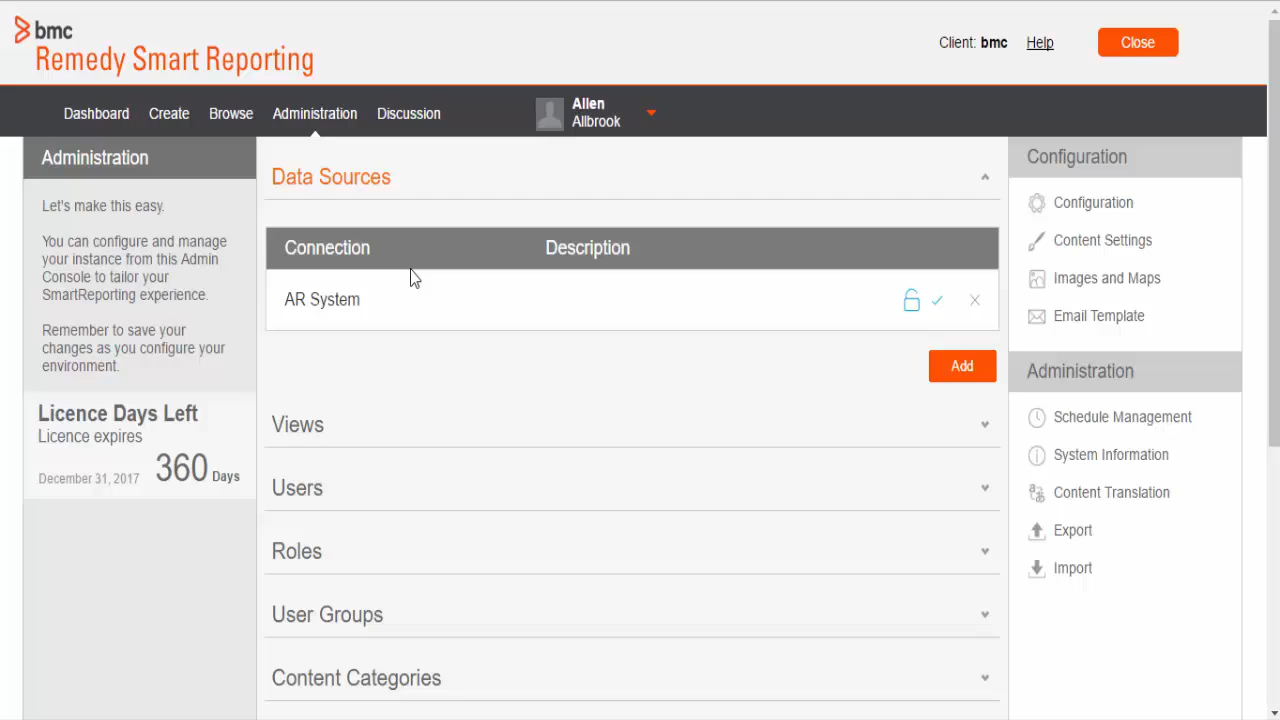 bmc
Remedy Smart Reporting
Client: bmc
Help
Close
Dashboard
Create
Browse
Administration
Discussion
Allen
Allbrook
Administration
Let's make this easy.
You can configure and manage
your instance from this Admin
Console to tailor your
SmartReporting experience.
Remember to save your
changes as you configure your
environment.
Licence Days Left
Licence expires
December 31, 2017 360 Days
Data Sources
Connection
Description
AR System
Add
Views
Users
Roles
User Groups
Content Categories
Configuration
Configuration
Content Settings
Images and Maps
Email Template
Administration
Schedule Management
System Information
Content Translation
Export
Import